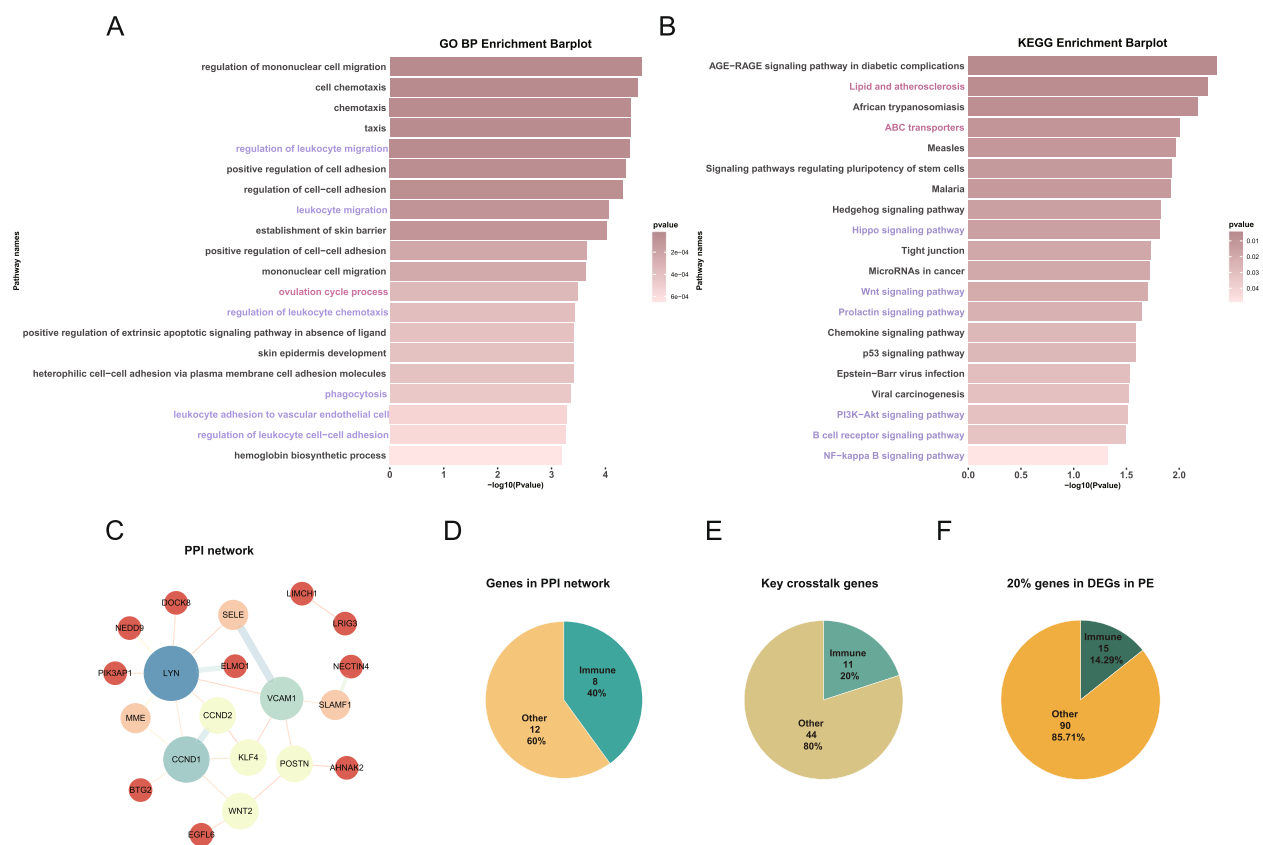 A
GO BP Enrichment Barplot
Pathway names
regulation of mononuclear cell migration
cell chemotaxis
chemotaxis
taxis
regulation of leukocyte migration
positive regulation of cell adhesion
regulation of cell−cell adhesion
leukocyte migration
establishment of skin barrier
positive regulation of cell−cell adhesion
mononuclear cell migration
ovulation cycle process
regulation of leukocyte chemotaxis
positive regulation of extrinsic apoptotic signaling pathway in absence of ligand
skin epidermis development
heterophilic cell−cell adhesion via plasma membrane cell adhesion molecules
phagocytosis
leukocyte adhesion to vascular endothelial cell
regulation of leukocyte cell−cell adhesion
hemoglobin biosynthetic process
0 1 2 3 4
−log10(Pvalue)
pvalue
2e−04
4e−04
6e−04
B
KEGG Enrichment Barplot
Pathway names
AGE−RAGE signaling pathway in diabetic complications
Lipid and atherosclerosis
African trypanosomiasis
ABC transporters
Measles
Signaling pathways regulating pluripotency of stem cells
Malaria
Hedgehog signaling pathway
Hippo signaling pathway
Tight junction
MicroRNAs in cancer
Wnt signaling pathway
Prolactin signaling pathway
Chemokine signaling pathway
p53 signaling pathway
Epstein−Barr virus infection
Viral carcinogenesis
PI3K−Akt signaling pathway
B cell receptor signaling pathway
NF−kappa B signaling pathway
0.0 0.5 1.0 1.5 2.0
−log10(Pvalue)
pvalue
0.01
0.02
0.03
0.04
C
PPI network
LIMCH1
DOCK8
SELE
LRIG3
NEDD9
ELMO1
NECTIN4
PIK3AP1
LYN
VCAM1
SLAMF1
MME
CCND2
CCND1
KLF4
POSTN
AHNAK2
BTG2
WNT2
EGFL6
D
Genes in PPI network
Immune
8
40%
Other
12
60%
E
Key crosstalk genes
Immune
11
20%
Other
44
80%
F
20% genes in DEGs in PE
Immune
15
14.29%
Other
90
85.71%